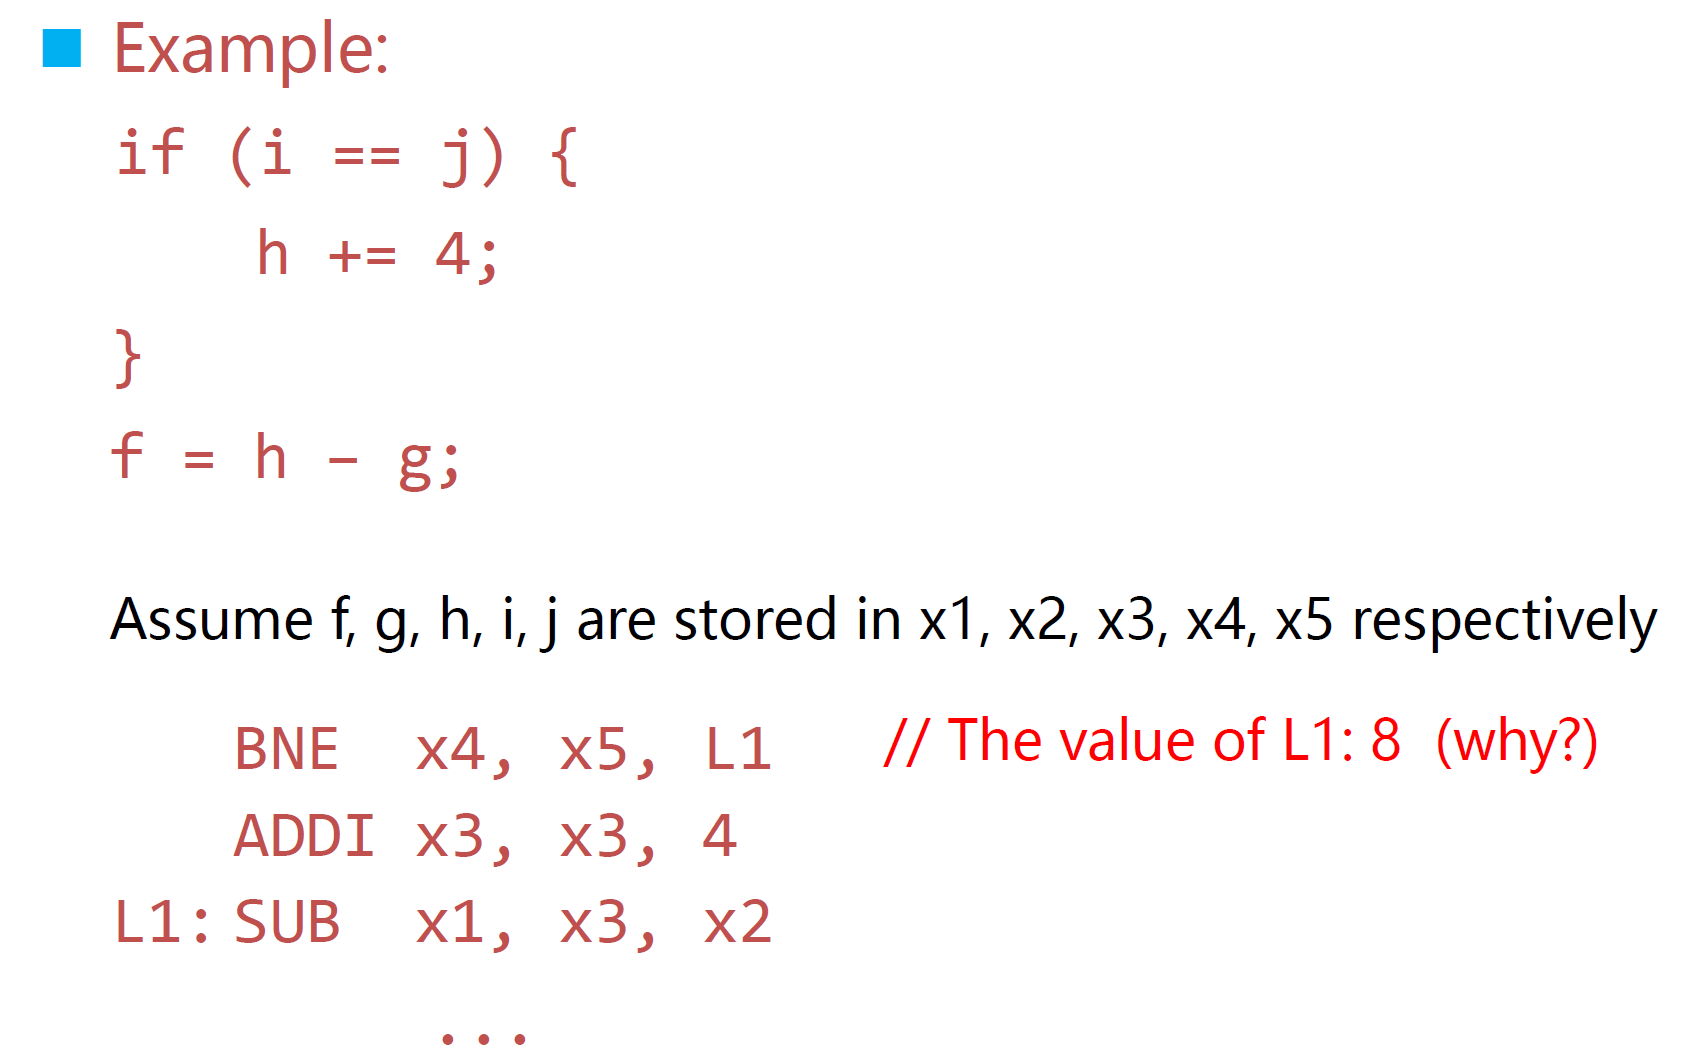 Example:
if (i == j) {
h += 4;
}
f = h – g;
Assume f, g, h, i, j are stored in x1, x2, x3, x4, x5 respectively
BNE x4, x5, L1 // The value of L1: 8 (why?)
ADDI x3, x3, 4
L1: SUB x1, x3, x2
...